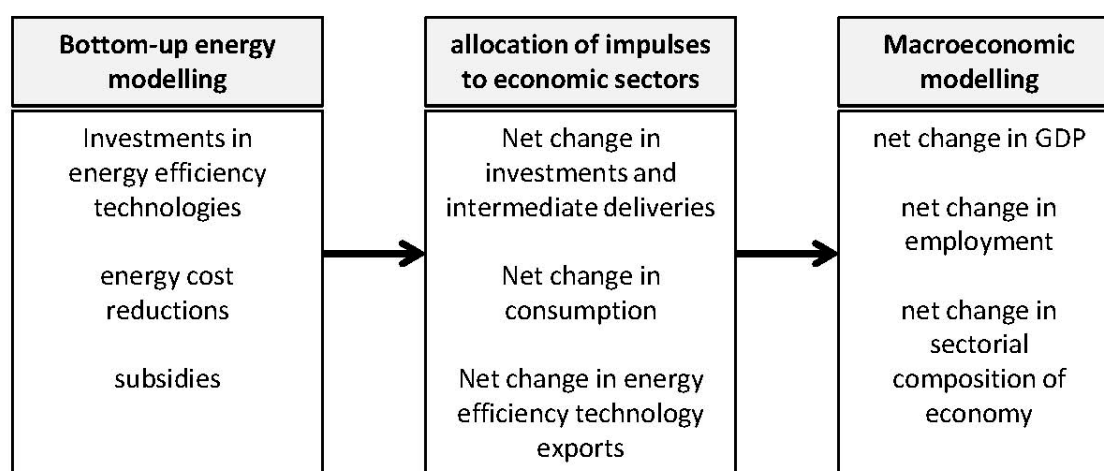 Bottom-up energy
modelling
Investments in
energy efficiency
technologies
energy cost
reductions
subsidies
allocation of impulses
to economic sectors
Net change in
investments and
intermediate deliveries
Net change in
consumption
Net change in energy
efficiency technology
exports
Macroeconomic
modelling
net change in GDP
net change in
employment
net change in
sectorial
composition of
economy